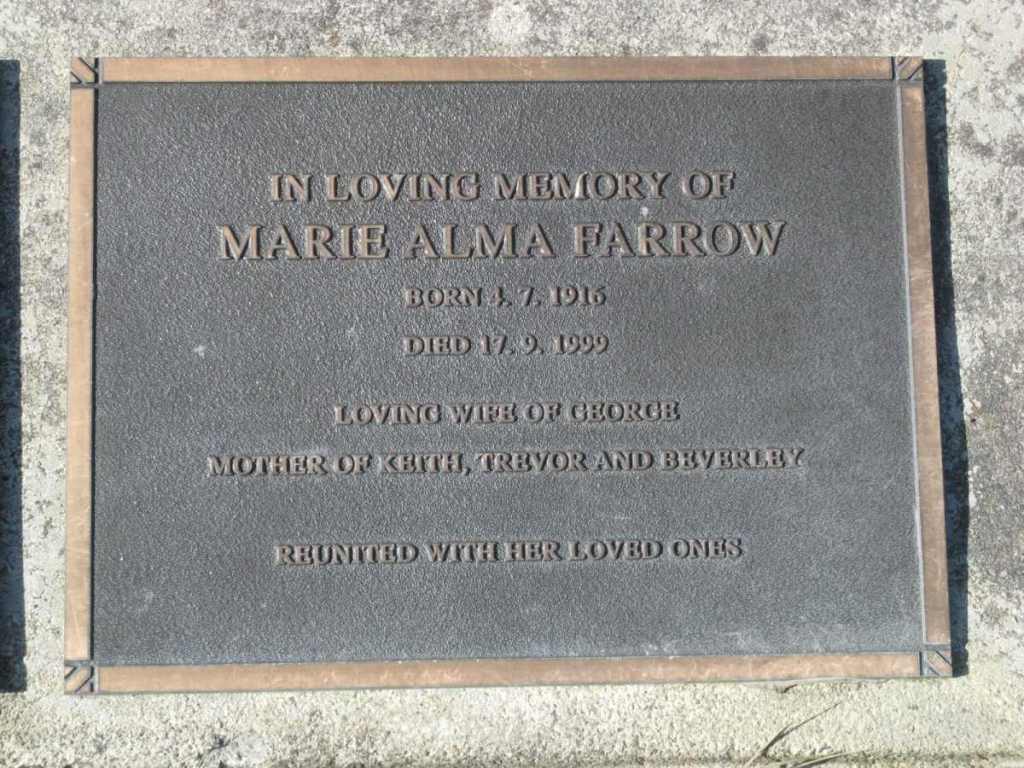 IN LOVING MEMORY OF
MARIE ALMA FARROW
BORN 4. 7. 1916
DIED 17. 9. 1999
LOVING WIFE OF GEORGE
MOTHER OF KEITH, TREVOR AND BEVERLEY
REUNITED WITH HER LOVED ONES